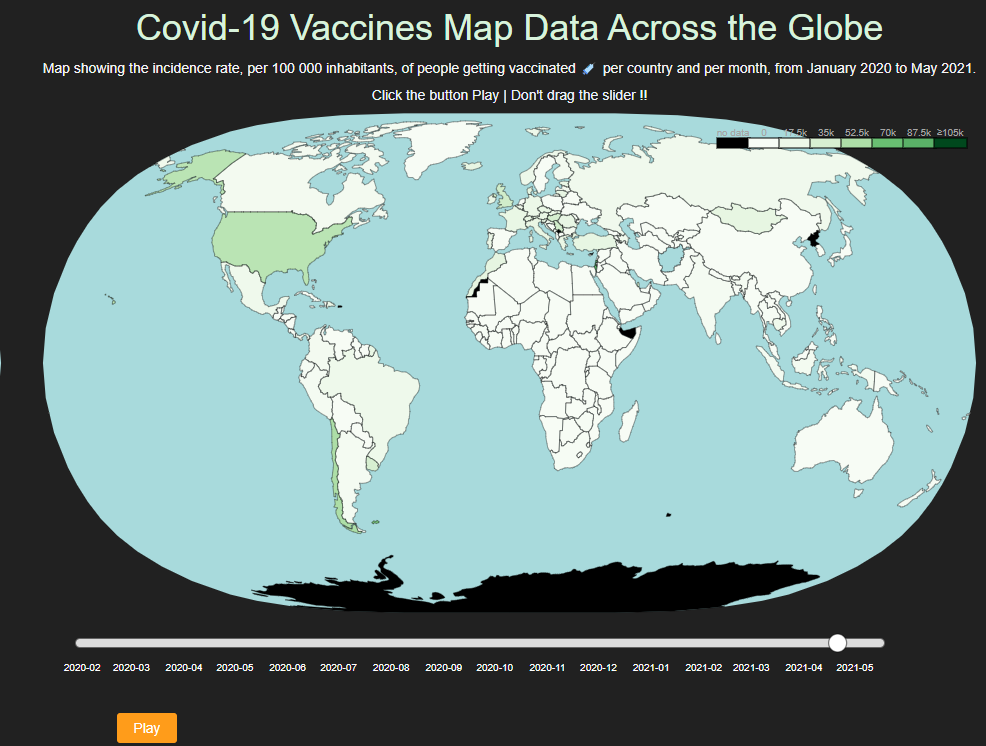 Covid-19 Vaccines Map Data Across the Globe
Map showing the incidence rate, per 100 000 inhabitants, of people getting vaccinated 💉 per country and per month, from January 2020 to May 2021.
Click the button Play | Don't drag the slider !!
no data 0 17.5k 35k 52.5k 70k 87.5k ≥105k
2020-02 2020-03 2020-04 2020-05 2020-06 2020-07 2020-08 2020-09 2020-10 2020-11 2020-12 2021-01 2021-02 2021-03 2021-04 2021-05
Play